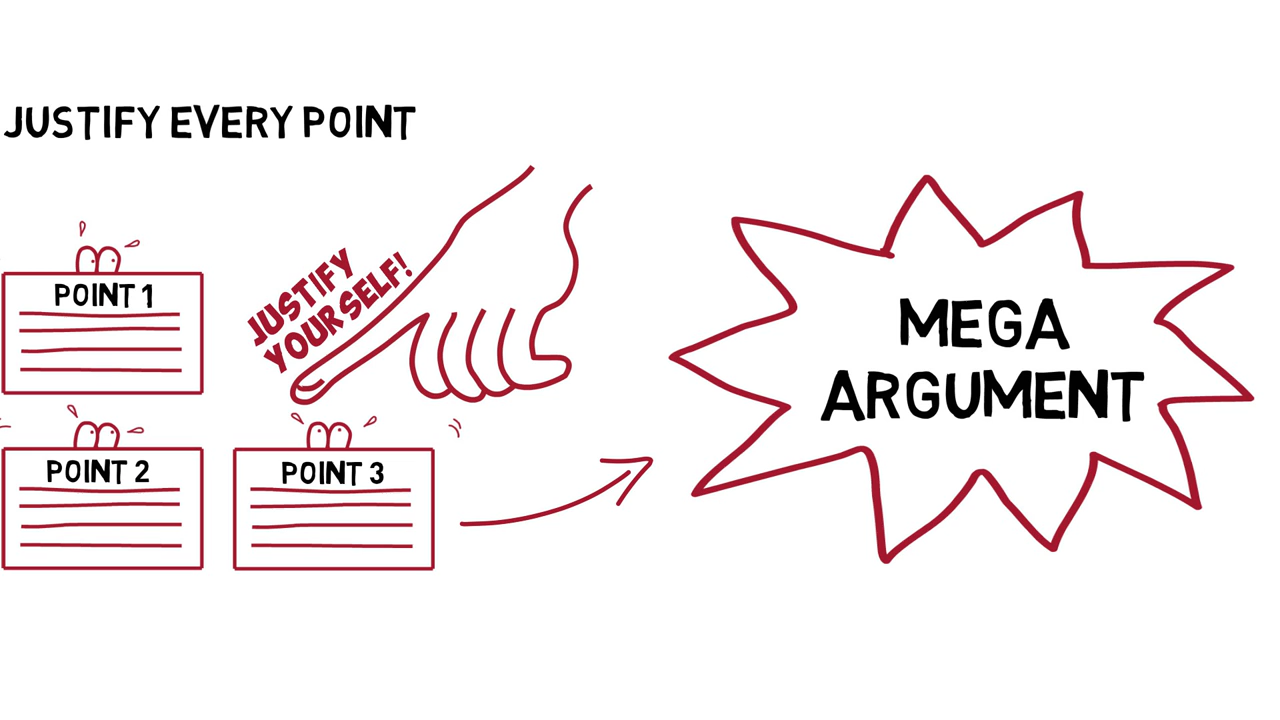 JUSTIFY EVERY POINT
POINT 1
JUSTIFY
YOURSELF!
POINT 2
POINT 3
MEGA
ARGUMENT